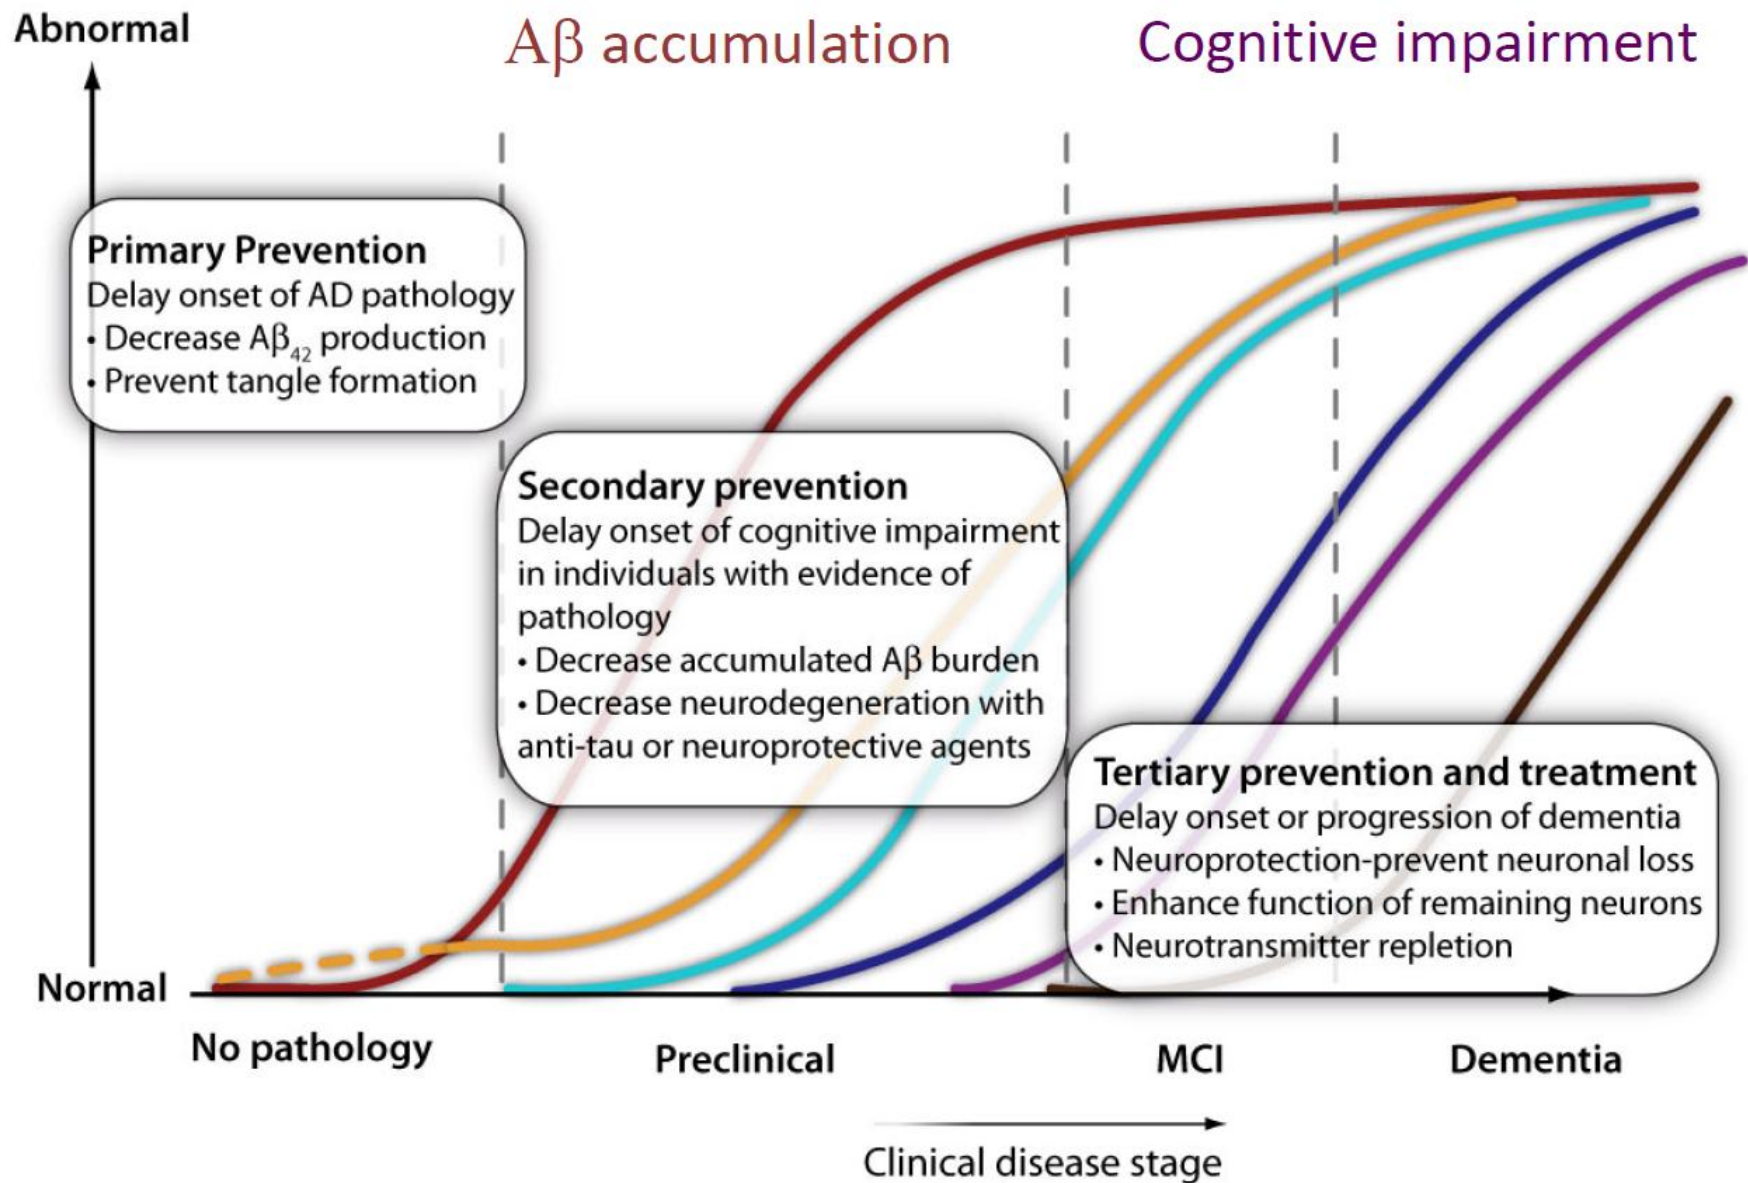 Abnormal
Aβ accumulation
Cognitive impairment
Primary Prevention
Delay onset of AD pathology
• Decrease Aβ₄₂ production
• Prevent tangle formation
Secondary prevention
Delay onset of cognitive impairment
in individuals with evidence of
pathology
• Decrease accumulated Aβ burden
• Decrease neurodegeneration with
anti-tau or neuroprotective agents
Tertiary prevention and treatment
Delay onset or progression of dementia
• Neuroprotection-prevent neuronal loss
• Enhance function of remaining neurons
• Neurotransmitter repletion
Normal
No pathology
Preclinical
MCI
Dementia
Clinical disease stage